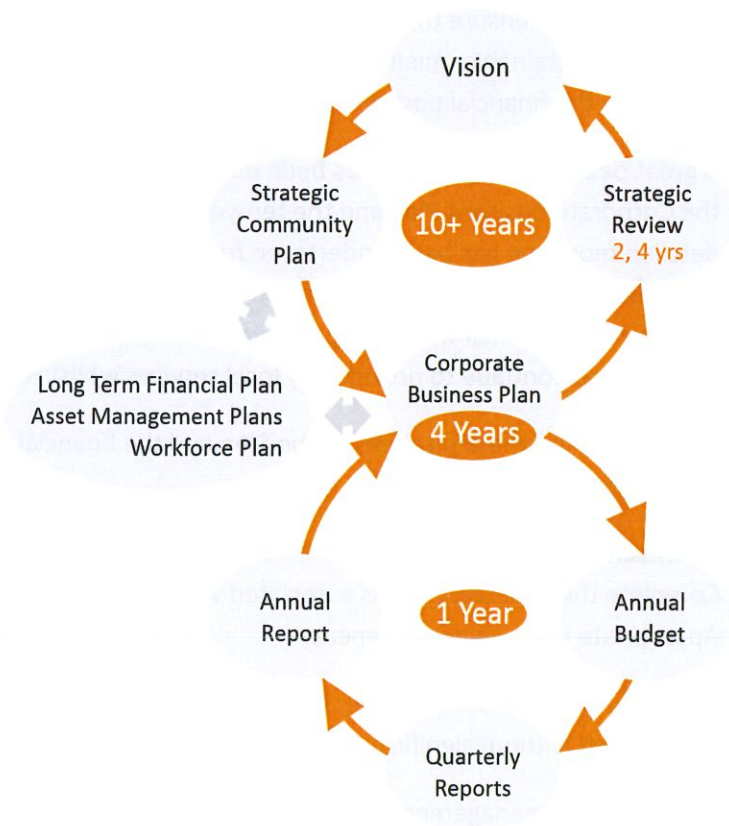 Vision
Strategic
Community
Plan
10+ Years
Strategic
Review
2, 4 yrs
Long Term Financial Plan
Asset Management Plans
Workforce Plan
Corporate
Business Plan
4 Years
Annual
Report
1 Year
Annual
Budget
Quarterly
Reports